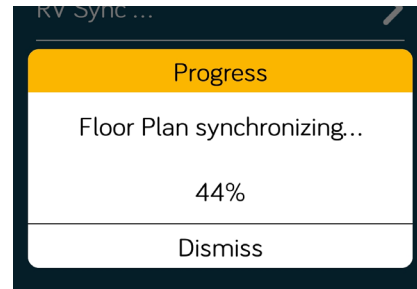 RV Sync ...
Progress
Floor Plan synchronizing...
44%
Dismiss